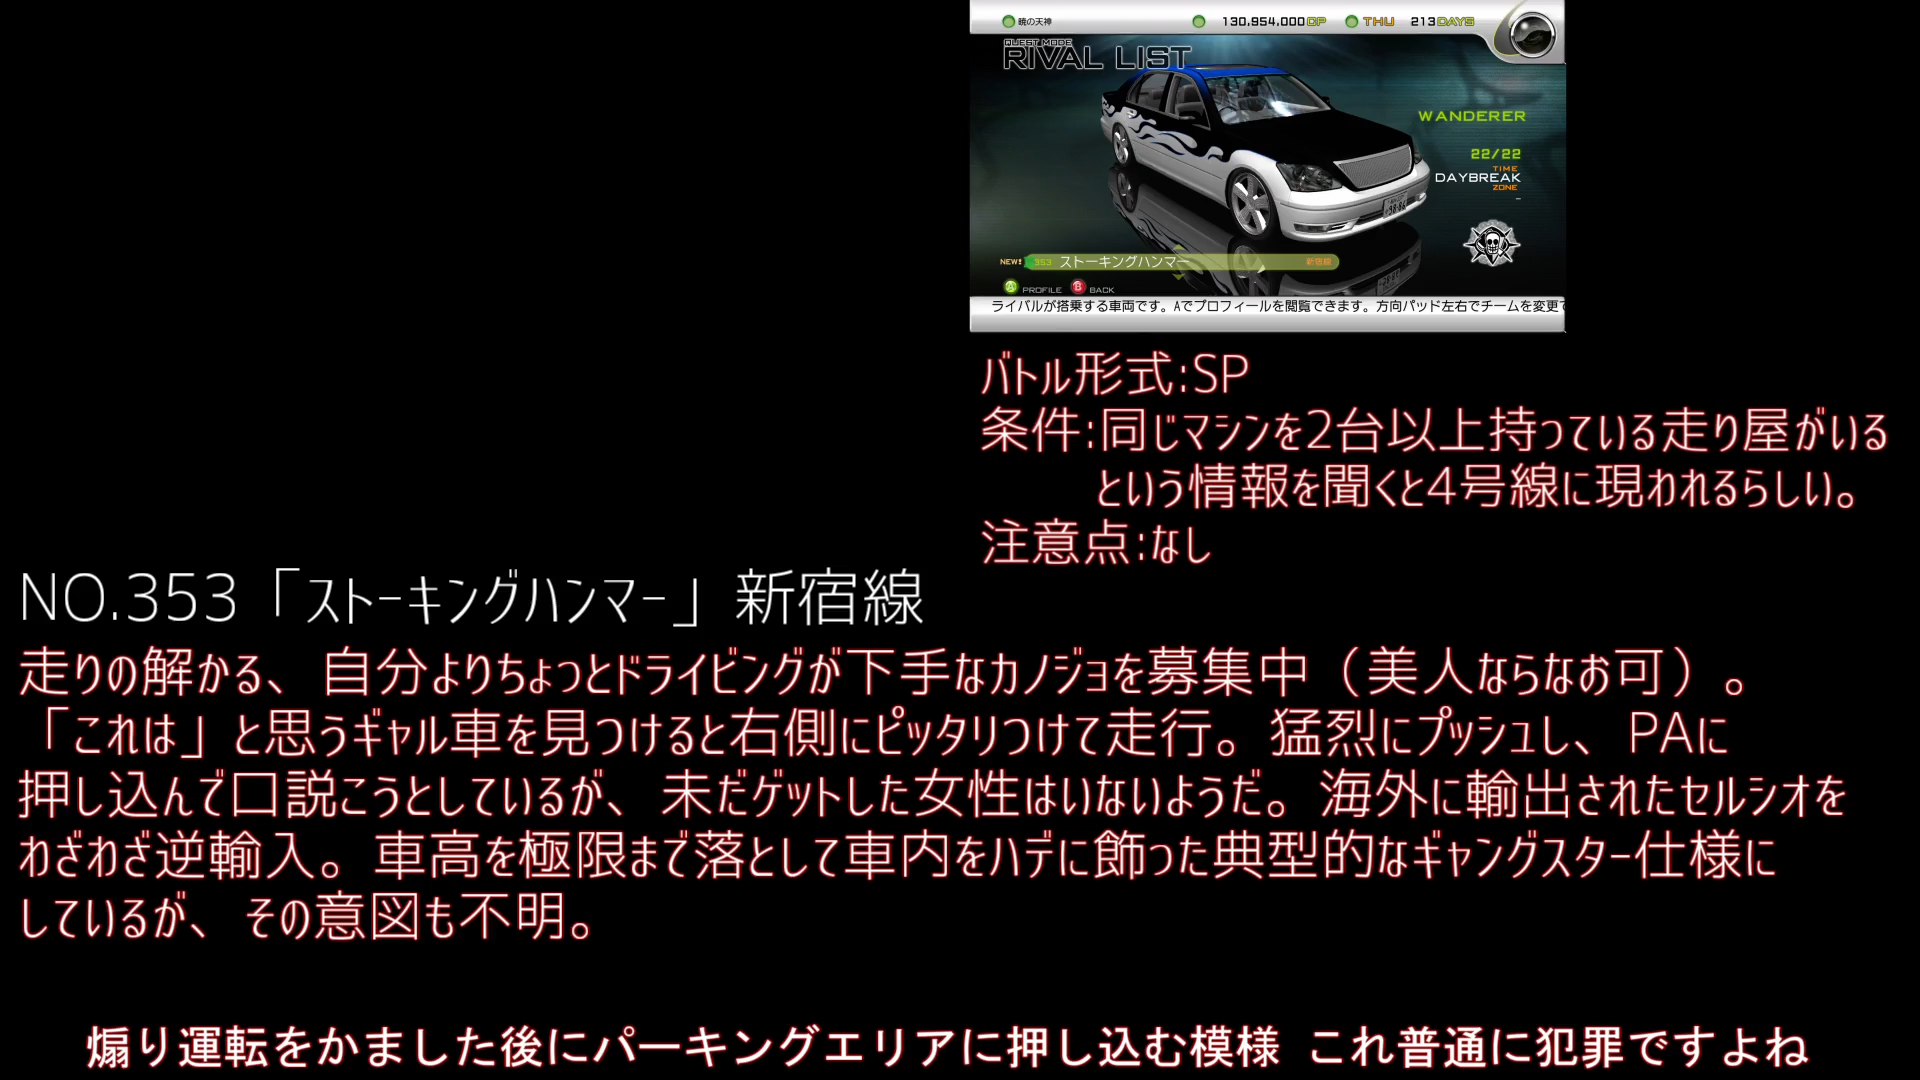 暁の天神
130,954,000CP
THU 213DAYS
QUEST MODE
RIVAL LIST
WANDERER
22/22
TIME
DAYBREAK
ZONE
-
NEW! 353 ストーキングハンマー 新宿線
A PROFILE B BACK
ライバルが搭乗する車両です。Aでプロフィールを閲覧できます。方向パッド左右でチームを変更で
バトル形式:SP
条件:同じマシンを2台以上持っている走り屋がいる
という情報を聞くと4号線に現われるらしい。
注意点:なし
NO.353「ストーキングハンマー」新宿線
走りの解かる、自分よりちょっとドライビングが下手なカノジョを募集中（美人ならなお可）。
「これは」と思うギャル車を見つけると右側にピッタリつけて走行。猛烈にプッシュし、PAに
押し込んで口説こうとしているが、未だゲットした女性はいないようだ。海外に輸出されたセルシオを
わざわざ逆輸入。車高を極限まで落として車内をハデに飾った典型的なギャングスター仕様に
しているが、その意図も不明。
煽り運転をかました後にパーキングエリアに押し込む模様 これ普通に犯罪ですよね